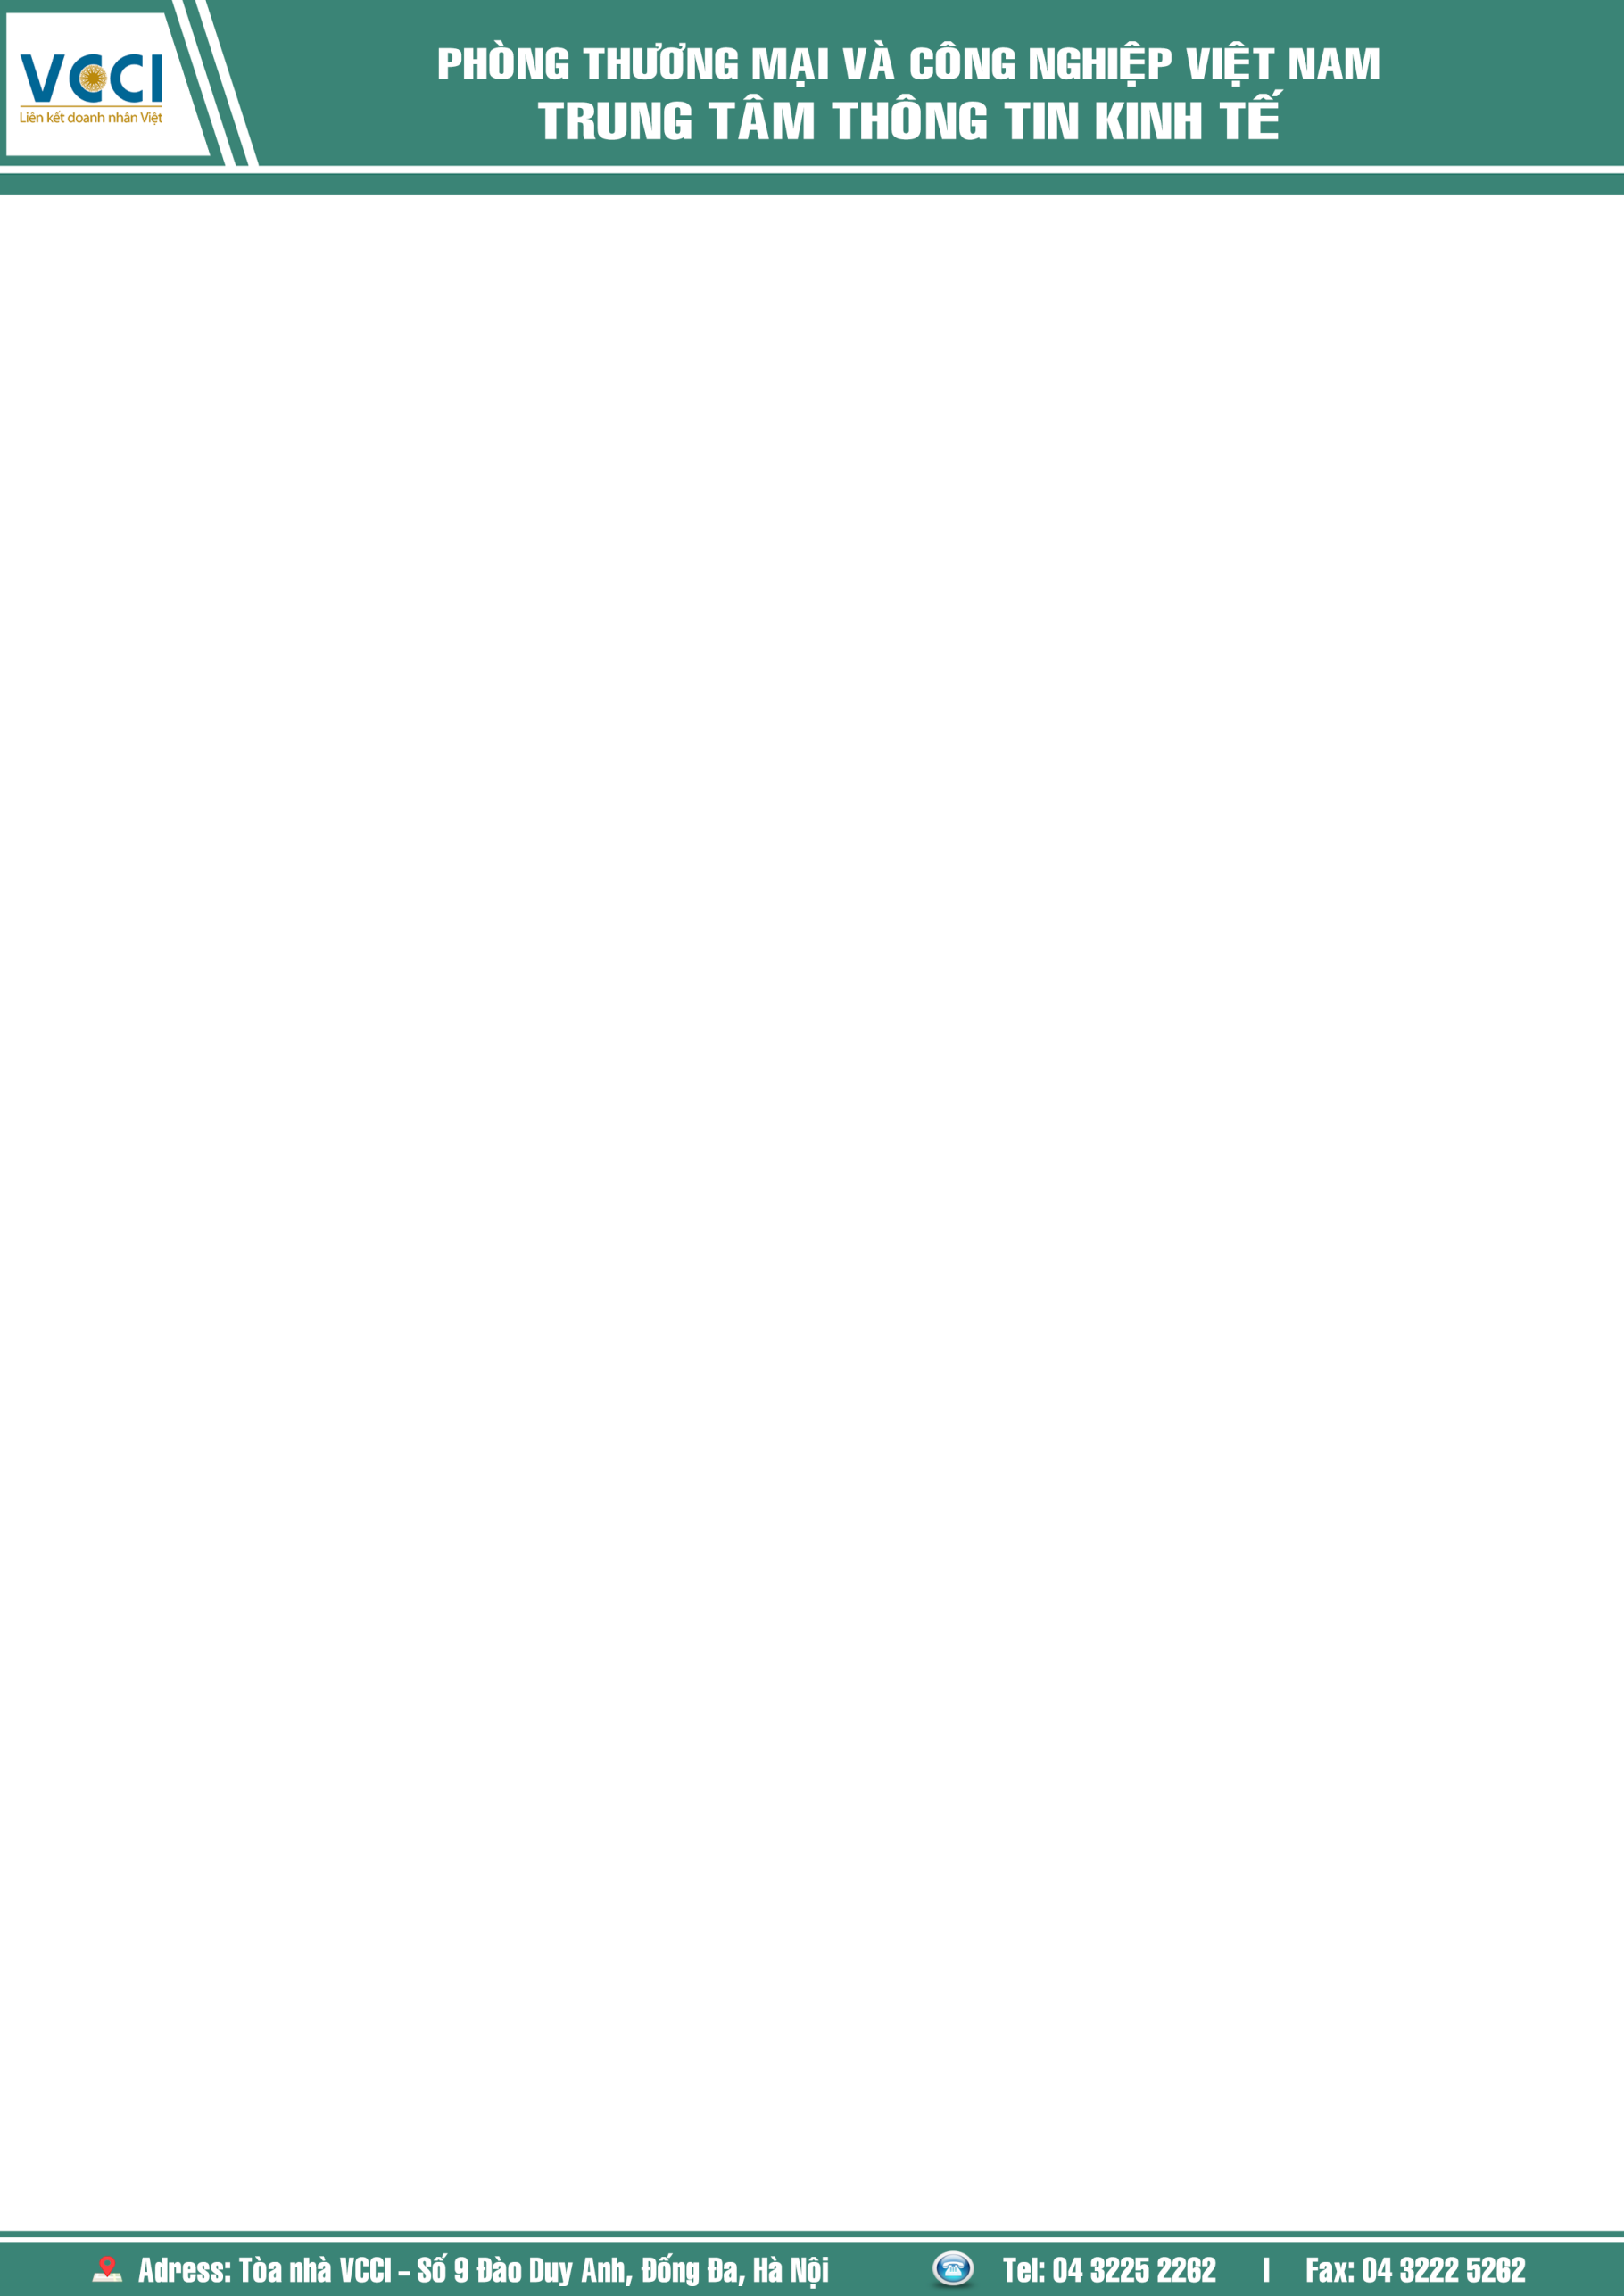 VCCI
Liên kết doanh nhân Việt
PHÒNG THƯƠNG MẠI VÀ CÔNG NGHIỆP VIỆT NAM
TRUNG TÂM THÔNG TIN KINH TẾ
Adress: Tòa nhà VCCI - Số 9 Đào Duy Anh, Đống Đa, Hà Nội
Tel: 04 3225 2262 | Fax: 04 3222 5262